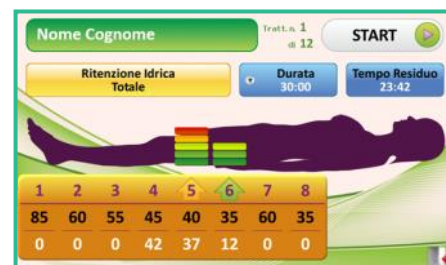 Nome Cognome
Tratt. n. 1
di 12
START
Ritenzione Idrica
Totale
Durata
30:00
Tempo Residuo
23:42
1 2 3 4 5 6 7 8
85 60 55 45 40 35 60 35
0 0 0 42 37 12 0 0